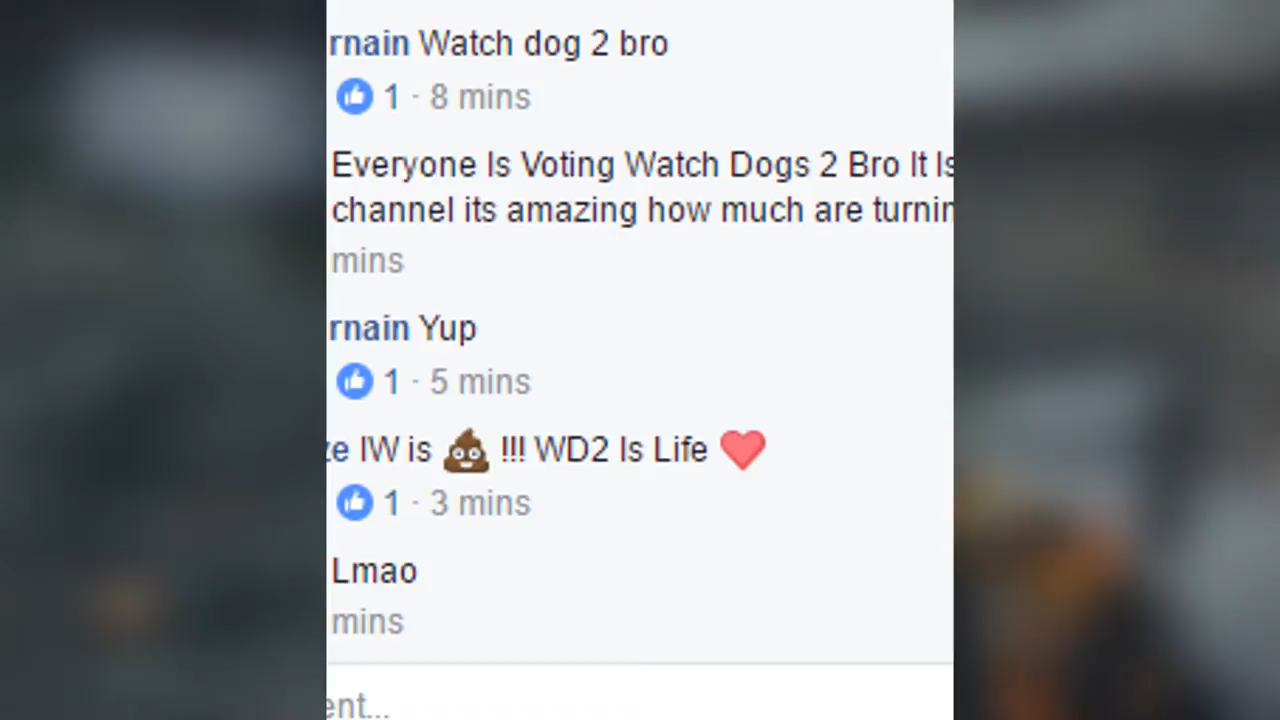 rnain Watch dog 2 bro
1 · 8 mins
Everyone Is Voting Watch Dogs 2 Bro It Is
channel its amazing how much are turnin
mins
rnain Yup
1 · 5 mins
ze IW is 💩 !!! WD2 Is Life ❤
1 · 3 mins
Lmao
mins
ent...